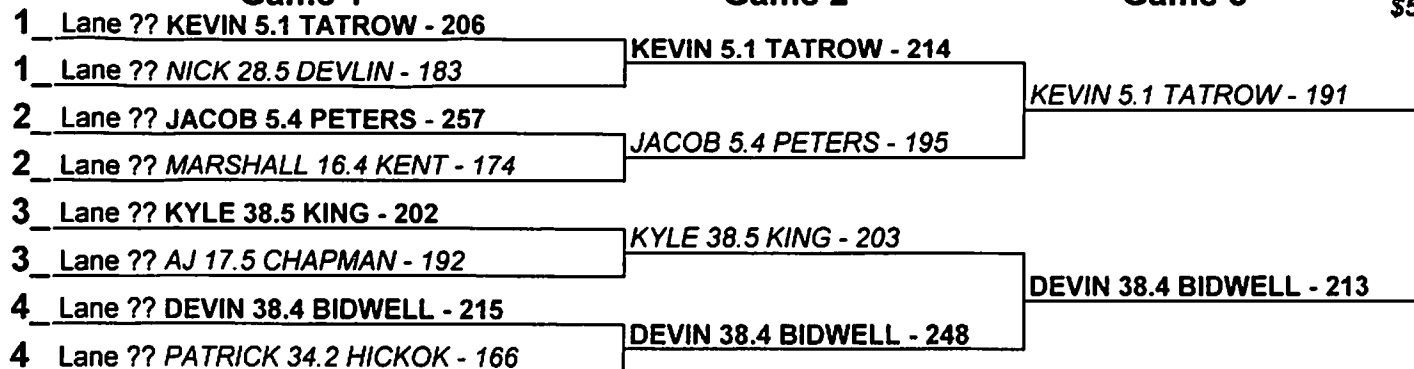 1_ Lane ?? KEVIN 5.1 TATROW - 206
1_ Lane ?? NICK 28.5 DEVLIN - 183
2_ Lane ?? JACOB 5.4 PETERS - 257
2_ Lane ?? MARSHALL 16.4 KENT - 174
3_ Lane ?? KYLE 38.5 KING - 202
3_ Lane ?? AJ 17.5 CHAPMAN - 192
4_ Lane ?? DEVIN 38.4 BIDWELL - 215
4 Lane ?? PATRICK 34.2 HICKOK - 166
KEVIN 5.1 TATROW - 214
JACOB 5.4 PETERS - 195
KYLE 38.5 KING - 203
DEVIN 38.4 BIDWELL - 248
KEVIN 5.1 TATROW - 191
DEVIN 38.4 BIDWELL - 213